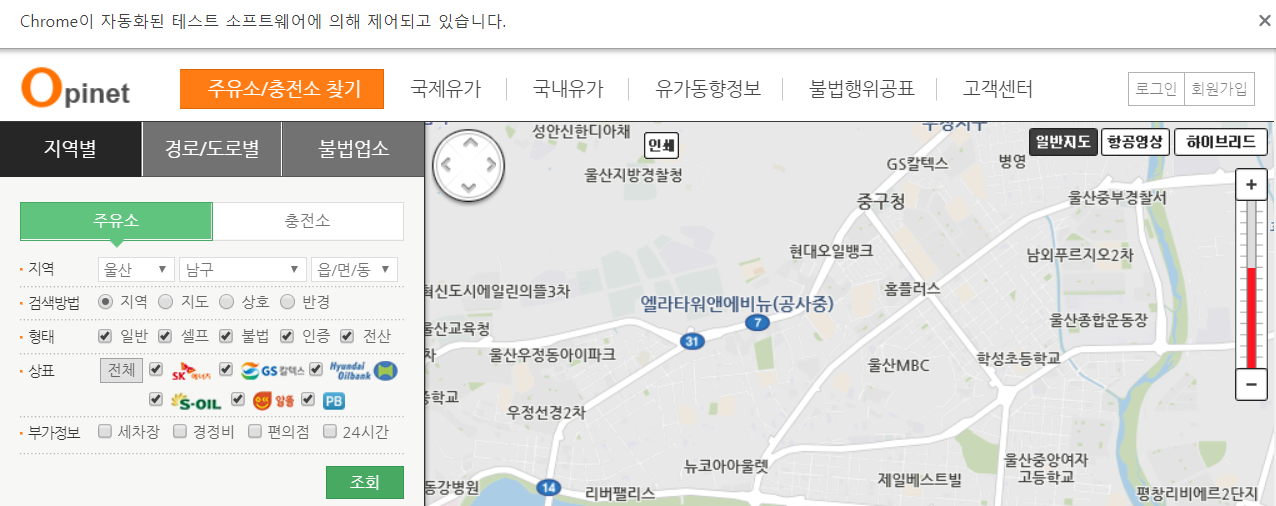 Chrome이 자동화된 테스트 소프트웨어에 의해 제어되고 있습니다.
Opinet
주유소/충전소 찾기 국제유가 국내유가 유가동향정보 불법행위공표 고객센터
로그인 회원가입
지역별 경로/도로별 불법업소
주유소 충전소
지역 울산 남구 읍/면/동
검색방법 지역 지도 상호 반경
형태 일반 셀프 불법 인증 전산
상표 전체 SK에너지 GS칼텍스 Hyundai Oilbank
S-OIL 알뜰 PB
부가정보 세차장 경정비 편의점 24시간
조회
성안신한디아채
인쇄
일반지도 항공영상 하이브리드
울산지방경찰청
GS칼텍스
병영
중구청
울산중부경찰서
현대오일뱅크
남외푸르지오2차
혁신도시에일린의뜰3차
홈플러스
엘라타워앤에비뉴(공사중)
7
울산교육청
31
울산종합운동장
울산우정동아이파크
울산MBC
학성초등학교
등학교
우정선경2차
뉴코아아울렛
울산중앙여자
고등학교
제일베스트빌
동강병원
14
리버팰리스
평창리비에르2단지